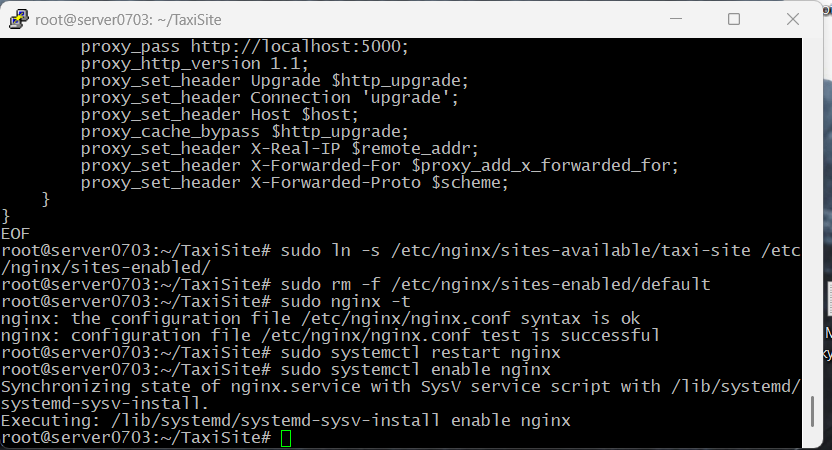 root@server0703: ~/TaxiSite
        proxy_pass http://localhost:5000;
        proxy_http_version 1.1;
        proxy_set_header Upgrade $http_upgrade;
        proxy_set_header Connection 'upgrade';
        proxy_set_header Host $host;
        proxy_cache_bypass $http_upgrade;
        proxy_set_header X-Real-IP $remote_addr;
        proxy_set_header X-Forwarded-For $proxy_add_x_forwarded_for;
        proxy_set_header X-Forwarded-Proto $scheme;
    }
}
EOF
root@server0703:~/TaxiSite# sudo ln -s /etc/nginx/sites-available/taxi-site /etc
/nginx/sites-enabled/
root@server0703:~/TaxiSite# sudo rm -f /etc/nginx/sites-enabled/default
root@server0703:~/TaxiSite# sudo nginx -t
nginx: the configuration file /etc/nginx/nginx.conf syntax is ok
nginx: configuration file /etc/nginx/nginx.conf test is successful
root@server0703:~/TaxiSite# sudo systemctl restart nginx
root@server0703:~/TaxiSite# sudo systemctl enable nginx
Synchronizing state of nginx.service with SysV service script with /lib/systemd/
systemd-sysv-install.
Executing: /lib/systemd/systemd-sysv-install enable nginx
root@server0703:~/TaxiSite#